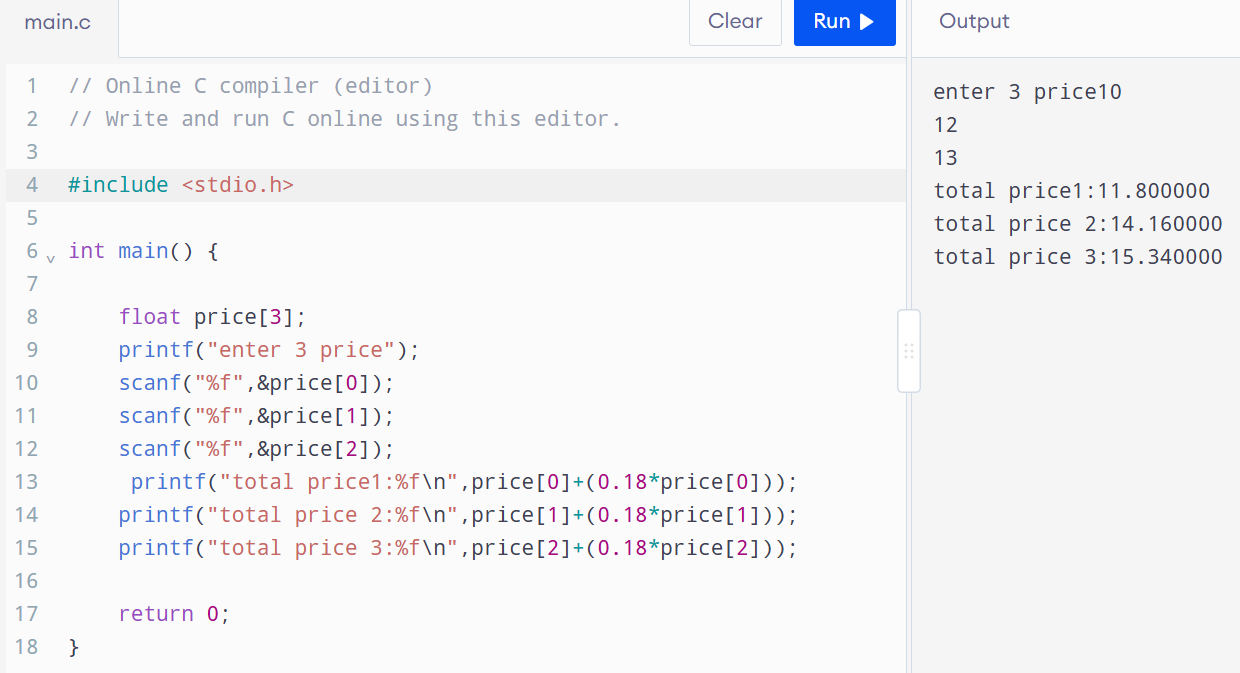 main.c
Clear
Run
Output
1 // Online C compiler (editor)
2 // Write and run C online using this editor.
3
4 #include <stdio.h>
5
6 int main() {
7
8     float price[3];
9     printf("enter 3 price");
10     scanf("%f",&price[0]);
11     scanf("%f",&price[1]);
12     scanf("%f",&price[2]);
13      printf("total price1:%f\n",price[0]+(0.18*price[0]));
14     printf("total price 2:%f\n",price[1]+(0.18*price[1]));
15     printf("total price 3:%f\n",price[2]+(0.18*price[2]));
16
17     return 0;
18 }
enter 3 price10
12
13
total price1:11.800000
total price 2:14.160000
total price 3:15.340000